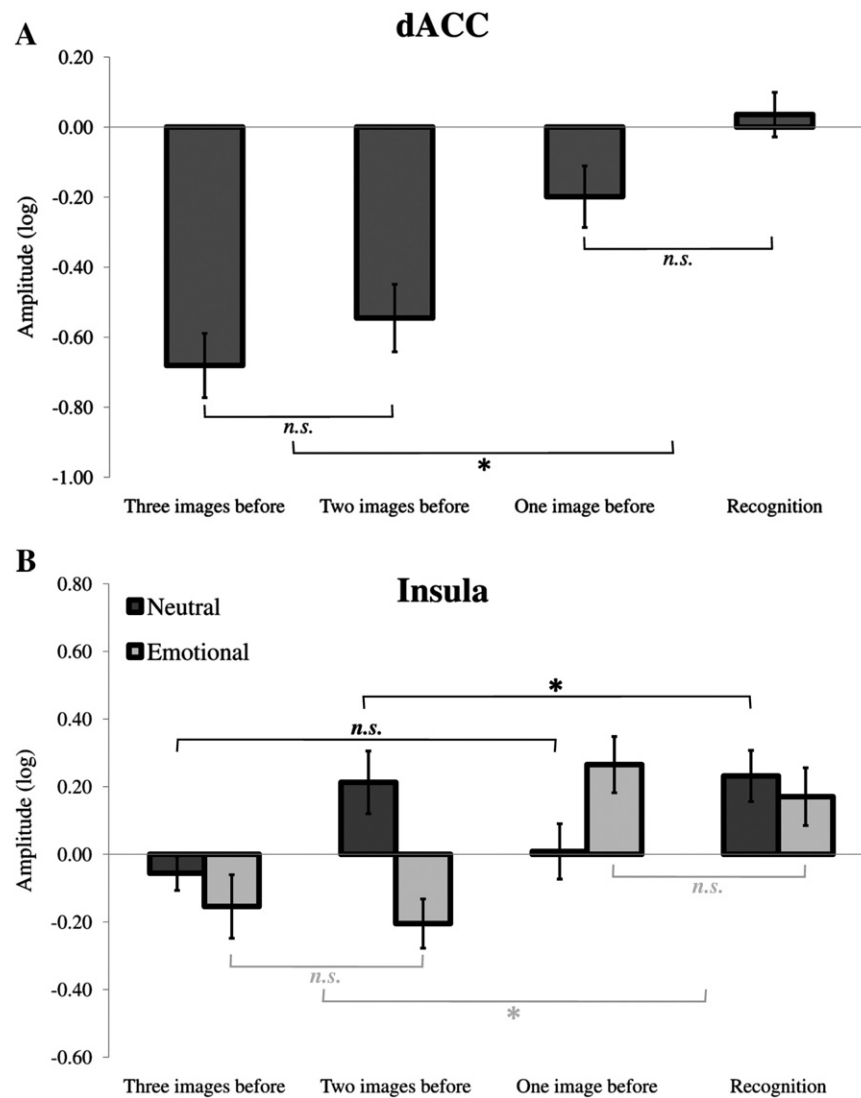 A
dACC
0.20
0.00
-0.20
-0.40
-0.60
-0.80
-1.00
Amplitude (log)
n.s.
n.s.
*
Three images before Two images before One image before Recognition
B
Insula
0.80
0.60
0.40
0.20
0.00
-0.20
-0.40
-0.60
Amplitude (log)
Neutral
Emotional
*
n.s.
n.s.
n.s.
*
Three images before Two images before One image before Recognition